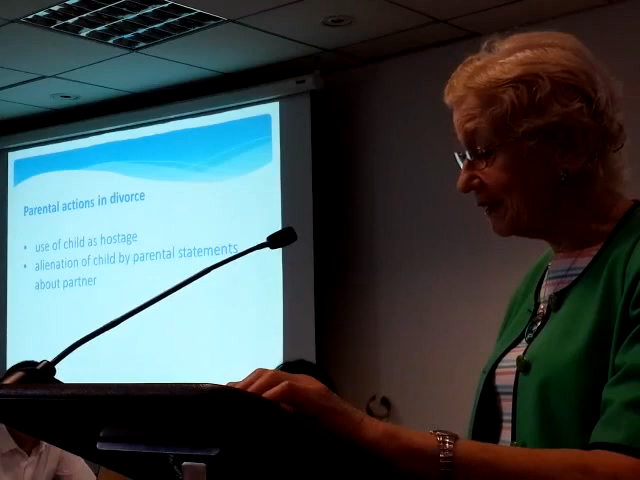 Parental actions in divorce
• use of child as hostage
• alienation of child by parental statements
about partner